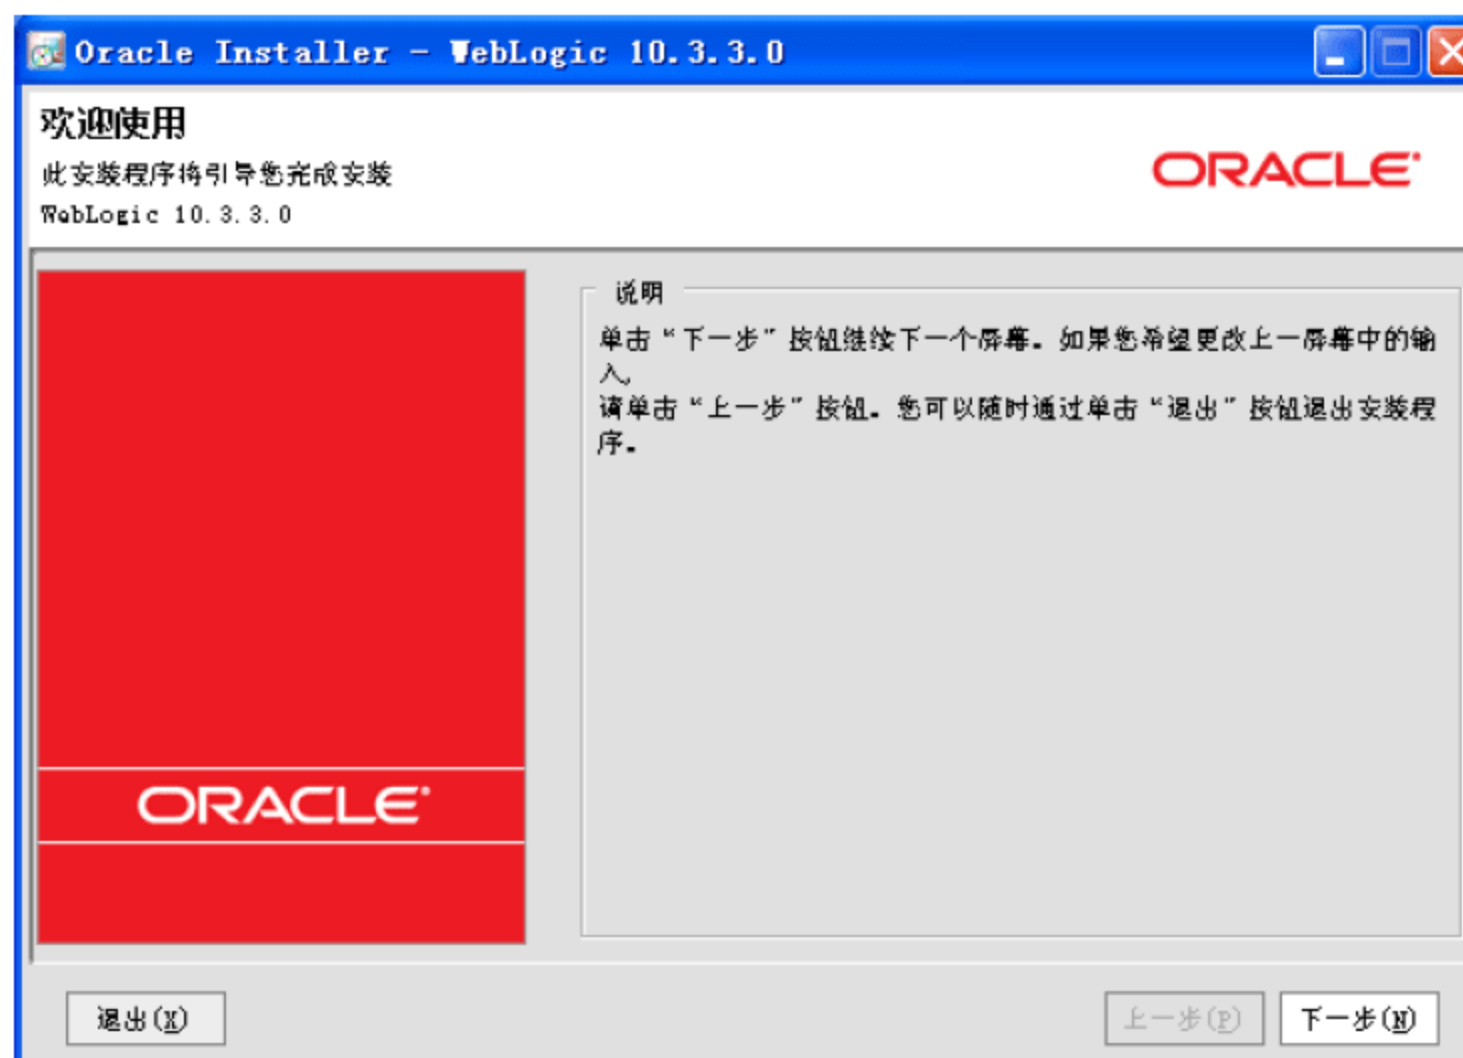 Oracle Installer - WebLogic 10.3.3.0
欢迎使用
此安装程序将引导您完成安装
WebLogic 10.3.3.0
ORACLE
说明
单击“下一步”按钮继续下一个屏幕。如果您希望更改上一屏幕中的输
入,
请单击“上一步”按钮。您可以随时通过单击“退出”按钮退出安装程
序。
ORACLE
退出(X)
上一步(P)
下一步(N)